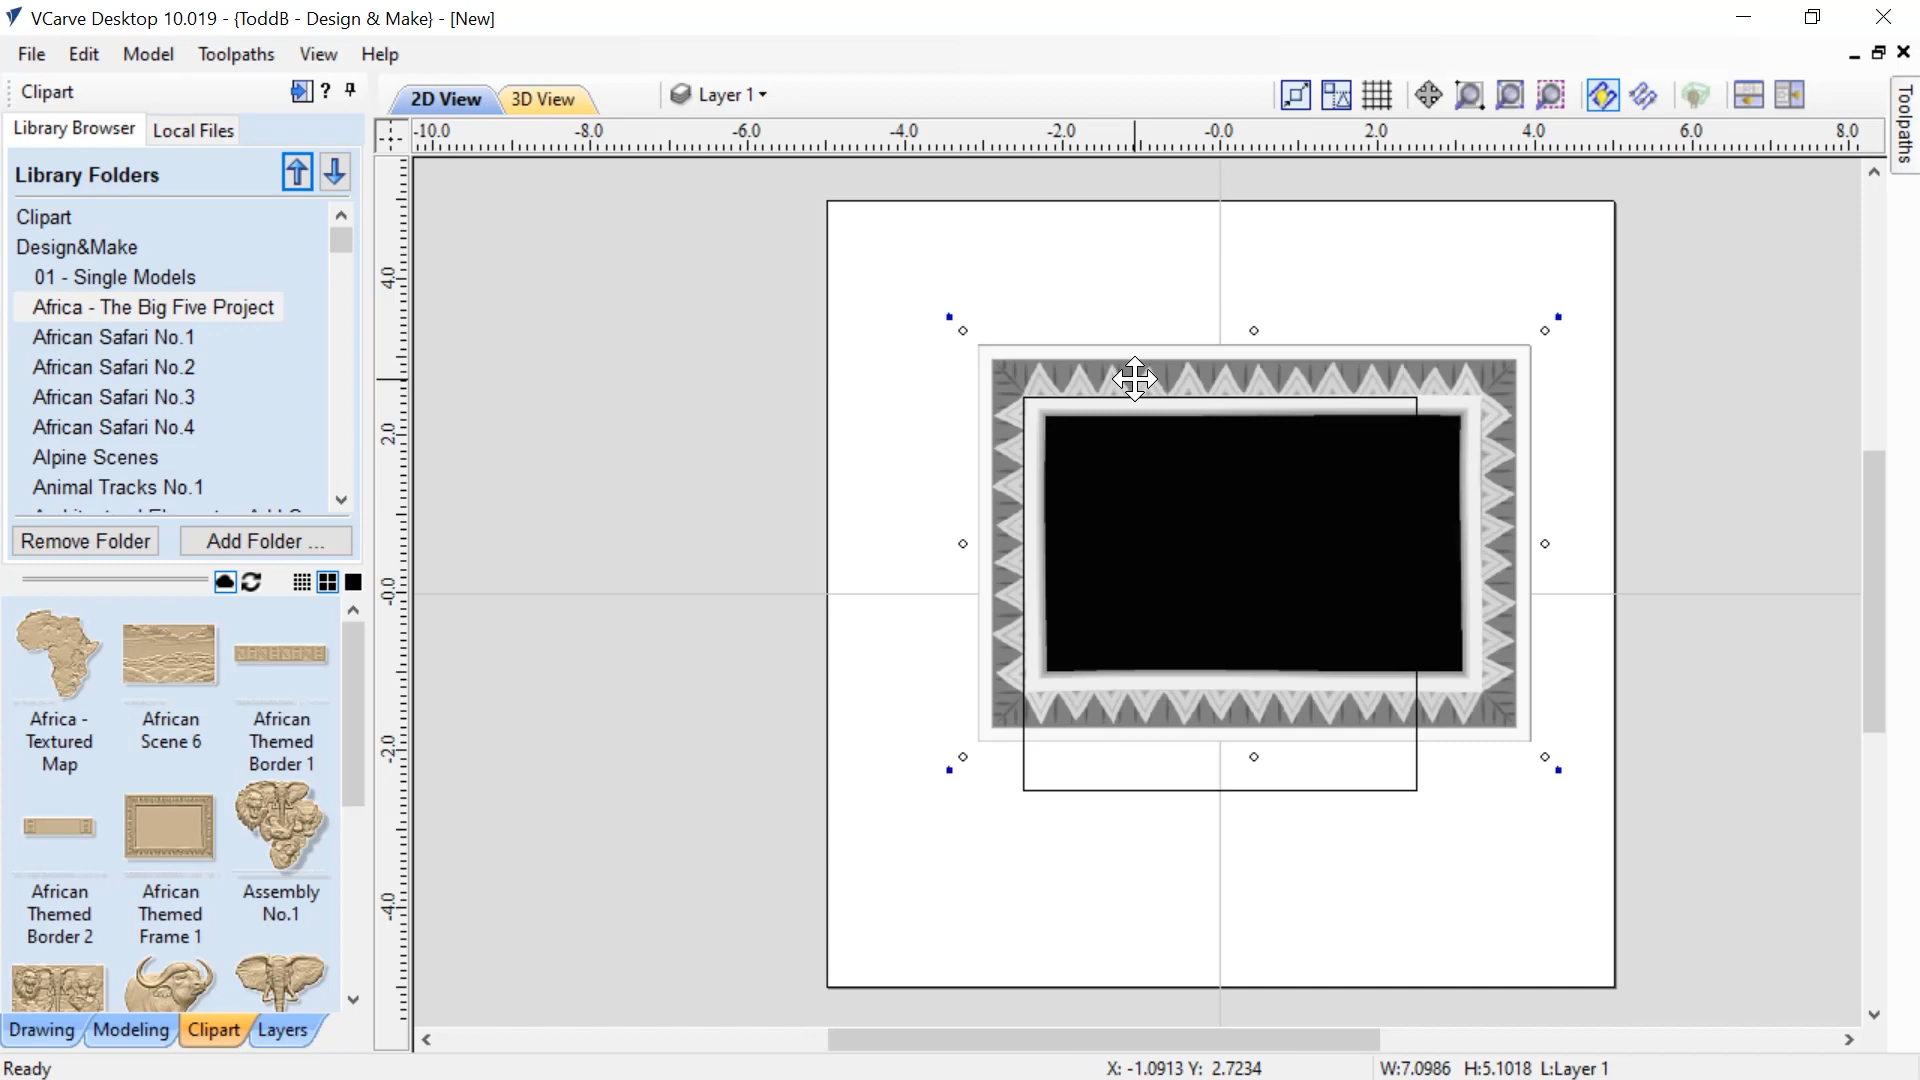 VCarve Desktop 10.019 - {ToddB - Design & Make} - [New]
File Edit Model Toolpaths View Help
Clipart ?
Library Browser Local Files
Library Folders
Clipart
Design&Make
01 - Single Models
Africa - The Big Five Project
African Safari No.1
African Safari No.2
African Safari No.3
African Safari No.4
Alpine Scenes
Animal Tracks No.1
Remove Folder Add Folder ...
Africa - Textured Map
African Scene 6
African Themed Border 1
African Themed Border 2
African Themed Frame 1
Assembly No.1
Drawing Modeling Clipart Layers
2D View 3D View Layer 1
-10.0 -8.0 -6.0 -4.0 -2.0 -0.0 2.0 4.0 6.0 8.0
4.0
2.0
-0.0
-2.0
-4.0
Toolpaths
Ready X: -1.0913 Y: 2.7234 W:7.0986 H:5.1018 L:Layer 1